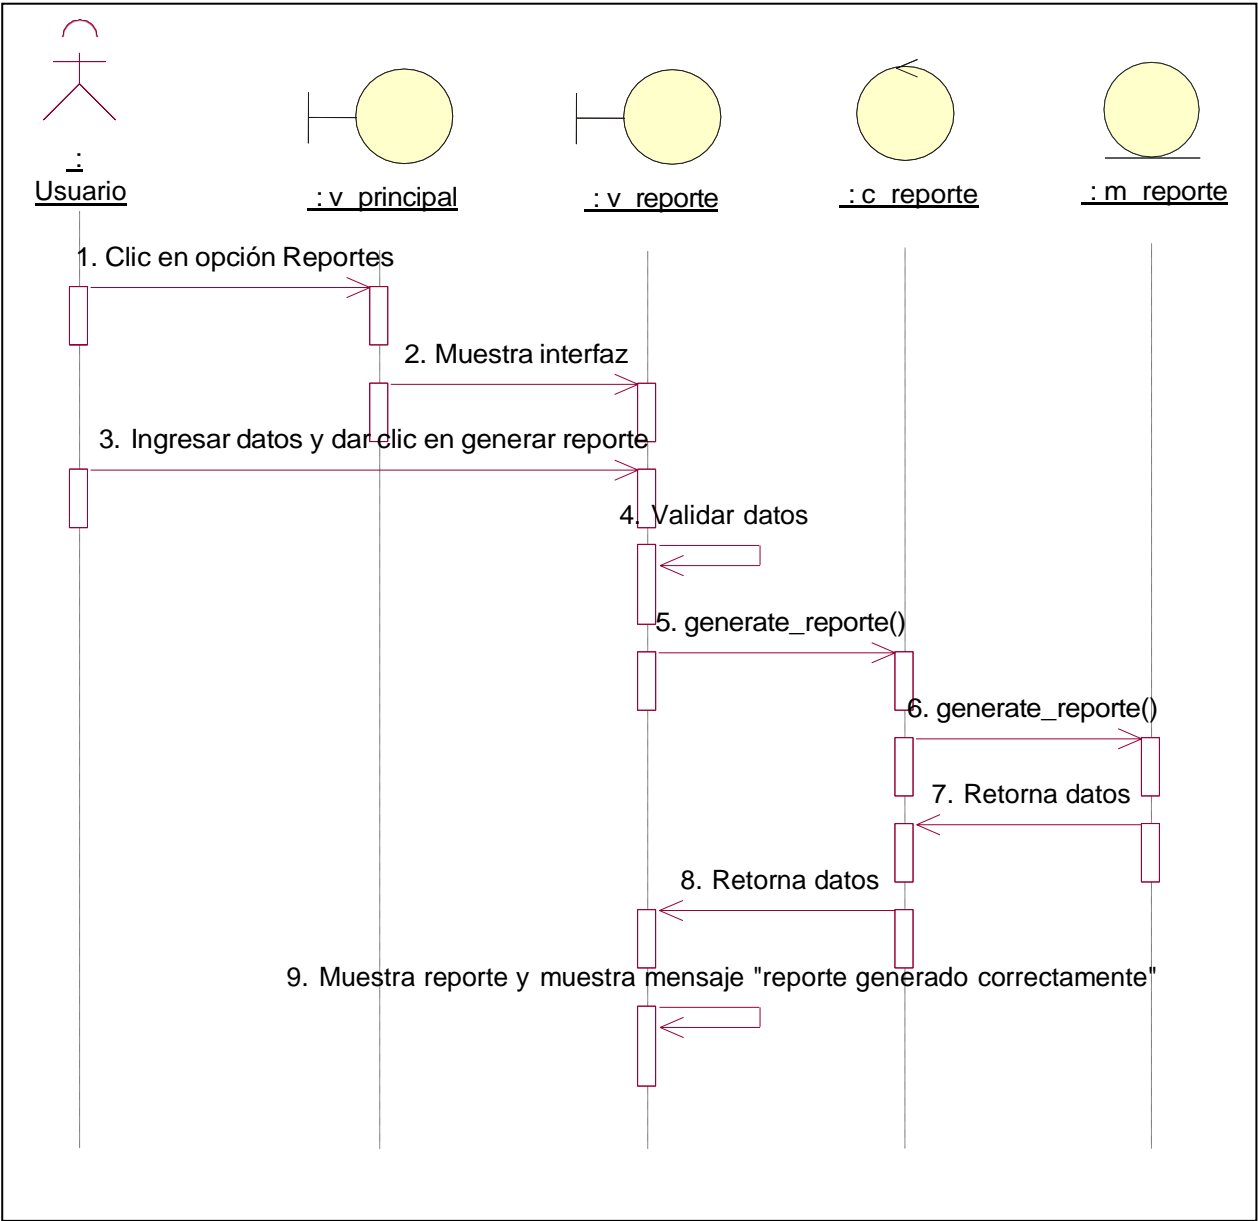 :
Usuario
: v_principal
: v_reporte
: c_reporte
: m_reporte
1. Clic en opción Reportes
2. Muestra interfaz
3. Ingresar datos y dar clic en generar reporte
4. Validar datos
5. generate_reporte()
6. generate_reporte()
7. Retorna datos
8. Retorna datos
9. Muestra reporte y muestra mensaje "reporte generado correctamente"